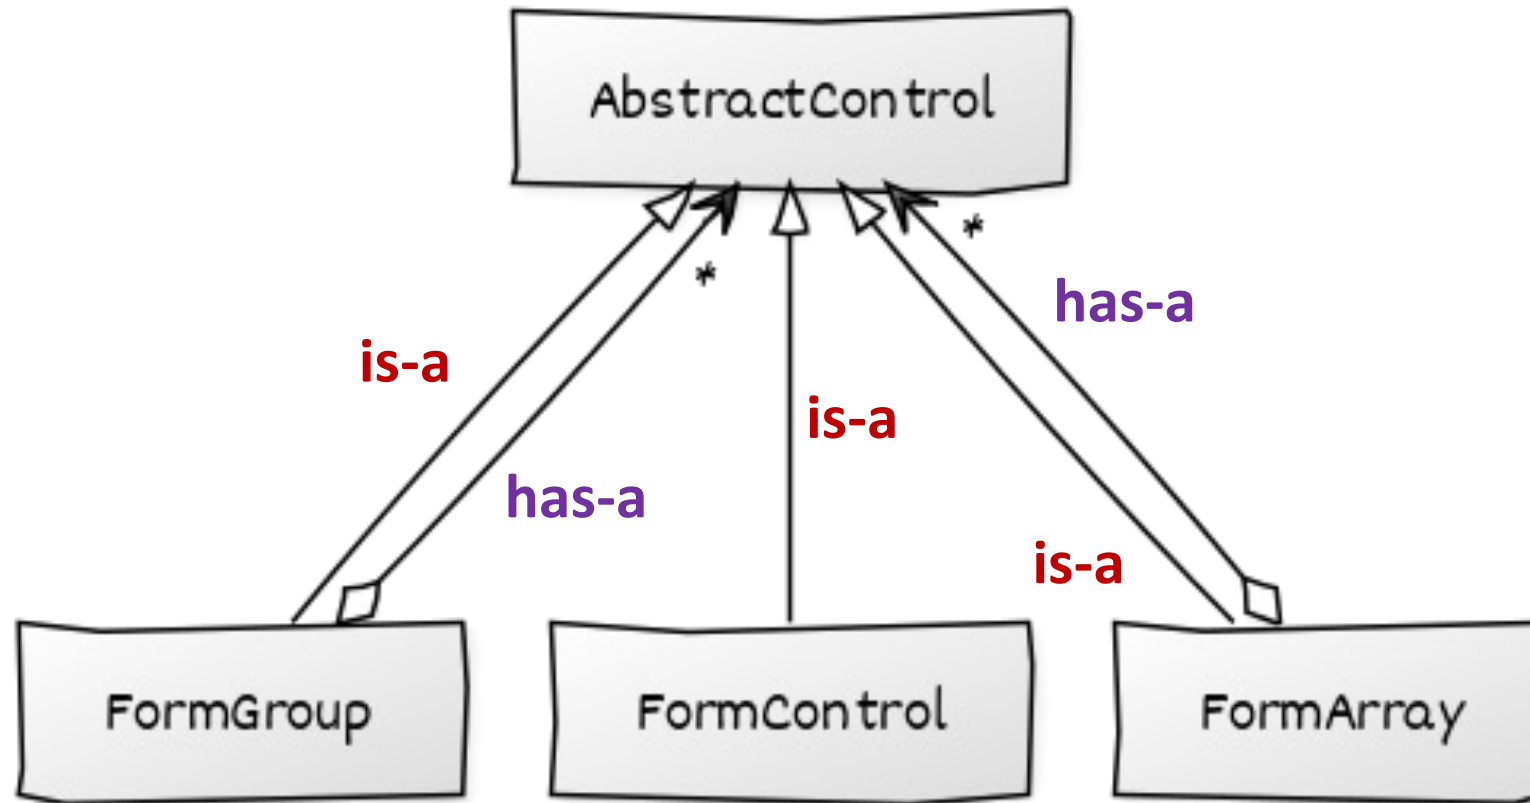 AbstractControl
*
*
has-a
is-a
is-a
has-a
is-a
FormGroup
FormControl
FormArray